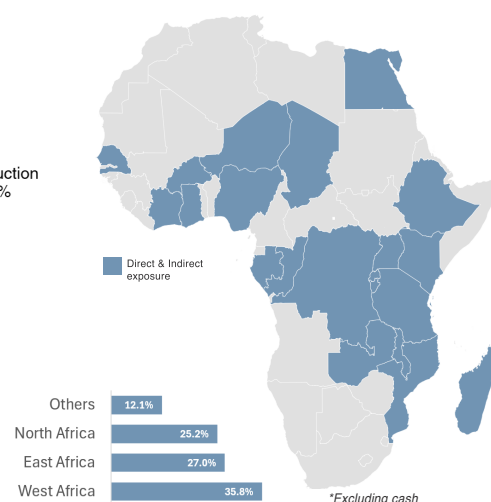 uction
%
Direct & Indirect
exposure
Others 12.1%
North Africa 25.2%
East Africa 27.0%
West Africa 35.8%
*Excluding cash